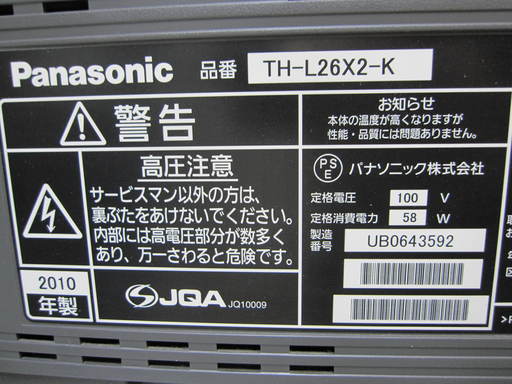 Panasonic 品番 TH-L26X2-K
警告
高圧注意
サービスマン以外の方は、
裏ぶたをあけないでください。
内部には高電圧部分が数多く
あり、万一さわると危険です。
2010
年製
JQA JQ10009
お知らせ
本体の温度が高くなりますが
性能・品質には問題ありません。
PSE パナソニック株式会社
定格電圧 100 V
定格消費電力 58 W
製造
番号 UB0643592